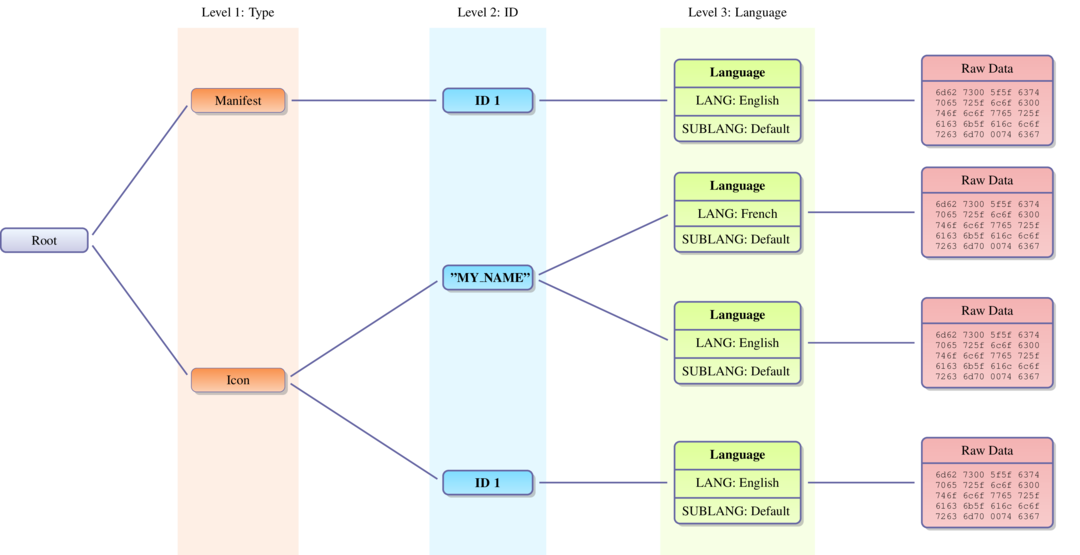 Level 1: Type
Level 2: ID
Level 3: Language
Root
Manifest
Icon
ID 1
”MY_NAME”
ID 1
Language
LANG: English
SUBLANG: Default
Language
LANG: French
SUBLANG: Default
Language
LANG: English
SUBLANG: Default
Language
LANG: English
SUBLANG: Default
Raw Data
6d62 7300 5f5f 6374
7065 725f 6c6f 6300
746f 6c6f 7765 725f
6163 6b5f 616c 6c6f
7263 6d70 0074 6367
Raw Data
6d62 7300 5f5f 6374
7065 725f 6c6f 6300
746f 6c6f 7765 725f
6163 6b5f 616c 6c6f
7263 6d70 0074 6367
Raw Data
6d62 7300 5f5f 6374
7065 725f 6c6f 6300
746f 6c6f 7765 725f
6163 6b5f 616c 6c6f
7263 6d70 0074 6367
Raw Data
6d62 7300 5f5f 6374
7065 725f 6c6f 6300
746f 6c6f 7765 725f
6163 6b5f 616c 6c6f
7263 6d70 0074 6367